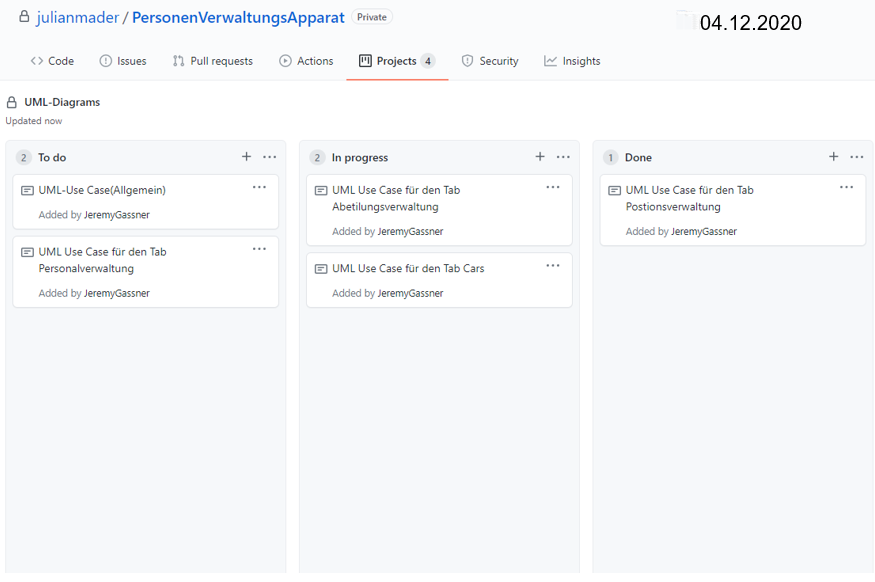 julianmader / PersonenVerwaltungsApparat Private
04.12.2020
Code Issues Pull requests Actions Projects 4 Security Insights
UML-Diagrams
Updated now
2 To do
UML-Use Case(Allgemein)
Added by JeremyGassner
UML Use Case für den Tab
Personalverwaltung
Added by JeremyGassner
2 In progress
UML Use Case für den Tab
Abetilungsverwaltung
Added by JeremyGassner
UML Use Case für den Tab Cars
Added by JeremyGassner
1 Done
UML Use Case für den Tab
Postionsverwaltung
Added by JeremyGassner